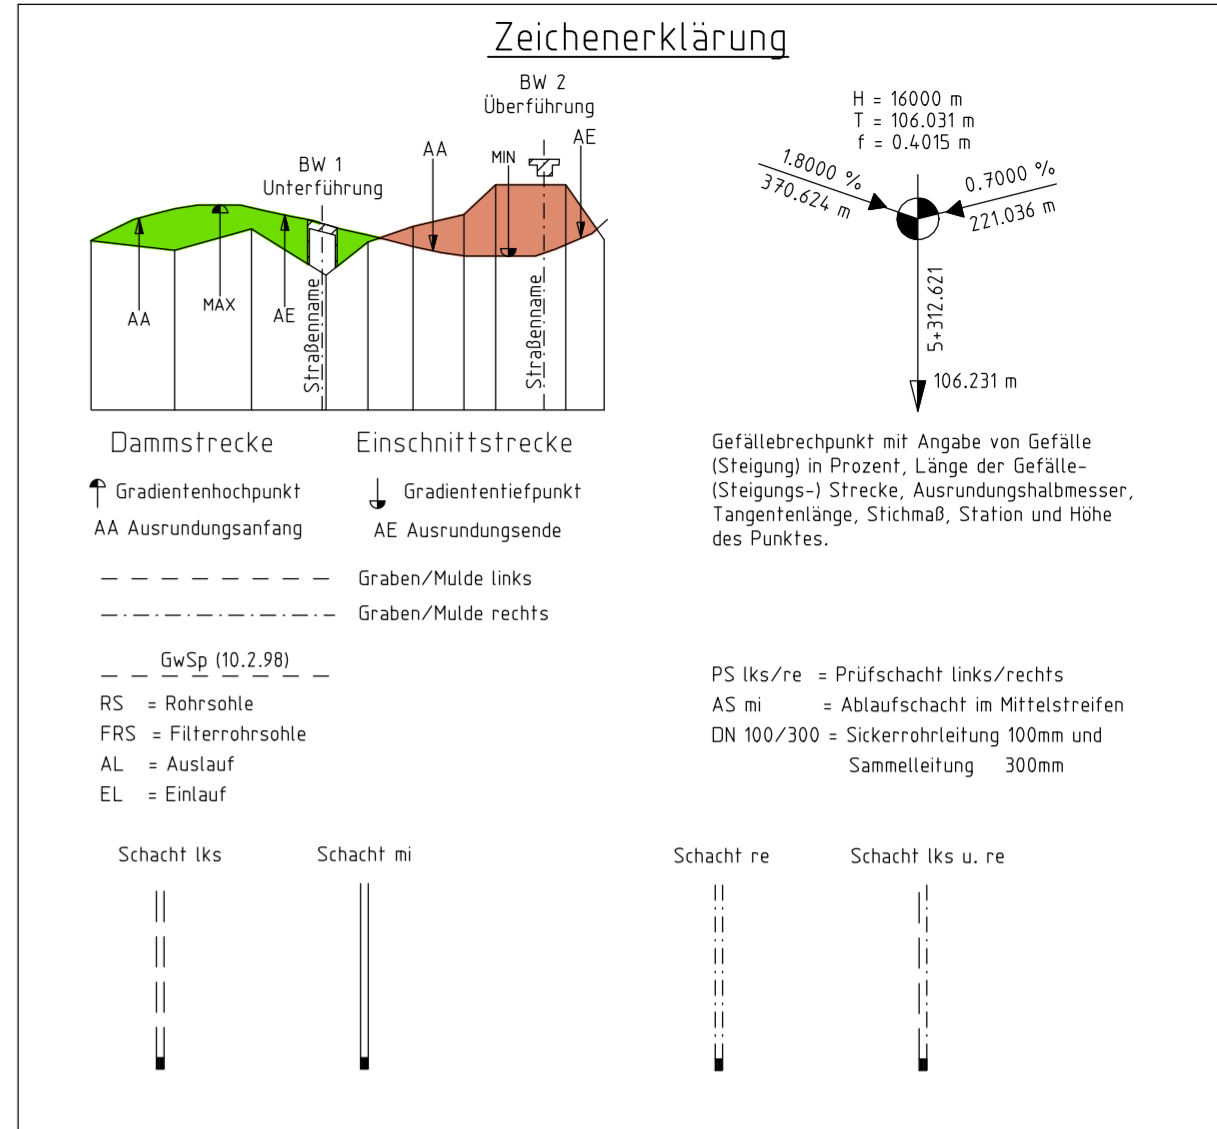 Zeichenerklärung
BW 2
Überführung
BW 1
Unterführung
AA
MIN
AE
AA
MAX
AE
Straßenname
Straßenname
H = 16000 m
T = 106.031 m
f = 0.4015 m
1.8000 %
370.624 m
0.7000 %
221.036 m
5+312.621
106.231 m
Dammstrecke
Einschnittstrecke
Gradientenhochpunkt
Gradiententiefpunkt
AA Ausrundungsanfang
AE Ausrundungsende
Gefällebrechpunkt mit Angabe von Gefälle
(Steigung) in Prozent, Länge der Gefälle-
(Steigungs-) Strecke, Ausrundungshalbmesser,
Tangentenlänge, Stichmaß, Station und Höhe
des Punktes.
Graben/Mulde links
Graben/Mulde rechts
GwSp (10.2.98)
RS = Rohrsohle
FRS = Filterrohrsohle
AL = Auslauf
EL = Einlauf
PS lks/re = Prüfschacht links/rechts
AS mi = Ablaufschacht im Mittelstreifen
DN 100/300 = Sickerrohrleitung 100mm und
Sammelleitung 300mm
Schacht lks
Schacht mi
Schacht re
Schacht lks u. re